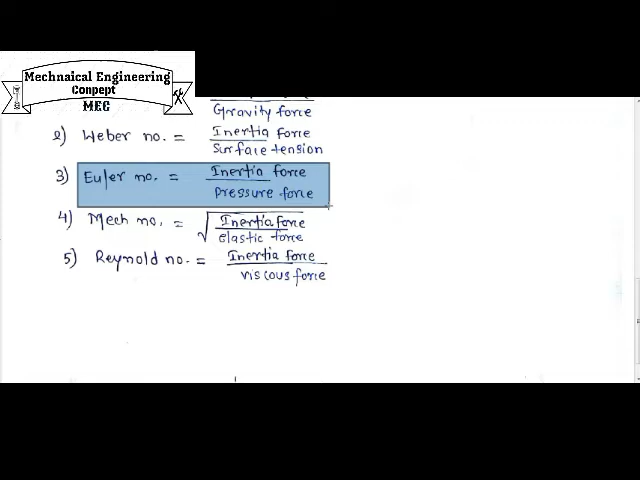 Mechnaical Engineering
Conpept
MEC
Gravity force
2) Weber no. = Inertia force
Surface tension
3) Euler no. = Inertia force
Pressure force
4) Mech no. = √ Inertia force
elastic force
5) Reynold no. = Inertia force
viscous force